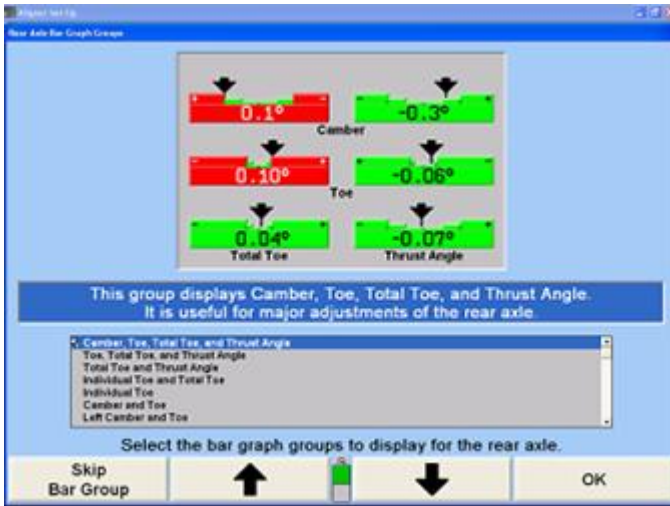 Aligner Set Up
Rear Axle Bar Graph Groups
0.1° -0.3°
Camber
0.10° -0.06°
Toe
0.04° -0.07°
Total Toe Thrust Angle
This group displays Camber, Toe, Total Toe, and Thrust Angle.
It is useful for major adjustments of the rear axle.
Camber, Toe, Total Toe, and Thrust Angle
Toe, Total Toe, and Thrust Angle
Total Toe and Thrust Angle
Individual Toe and Total Toe
Individual Toe
Camber and Toe
Left Camber and Toe
Select the bar graph groups to display for the rear axle.
Skip
Bar Group
OK